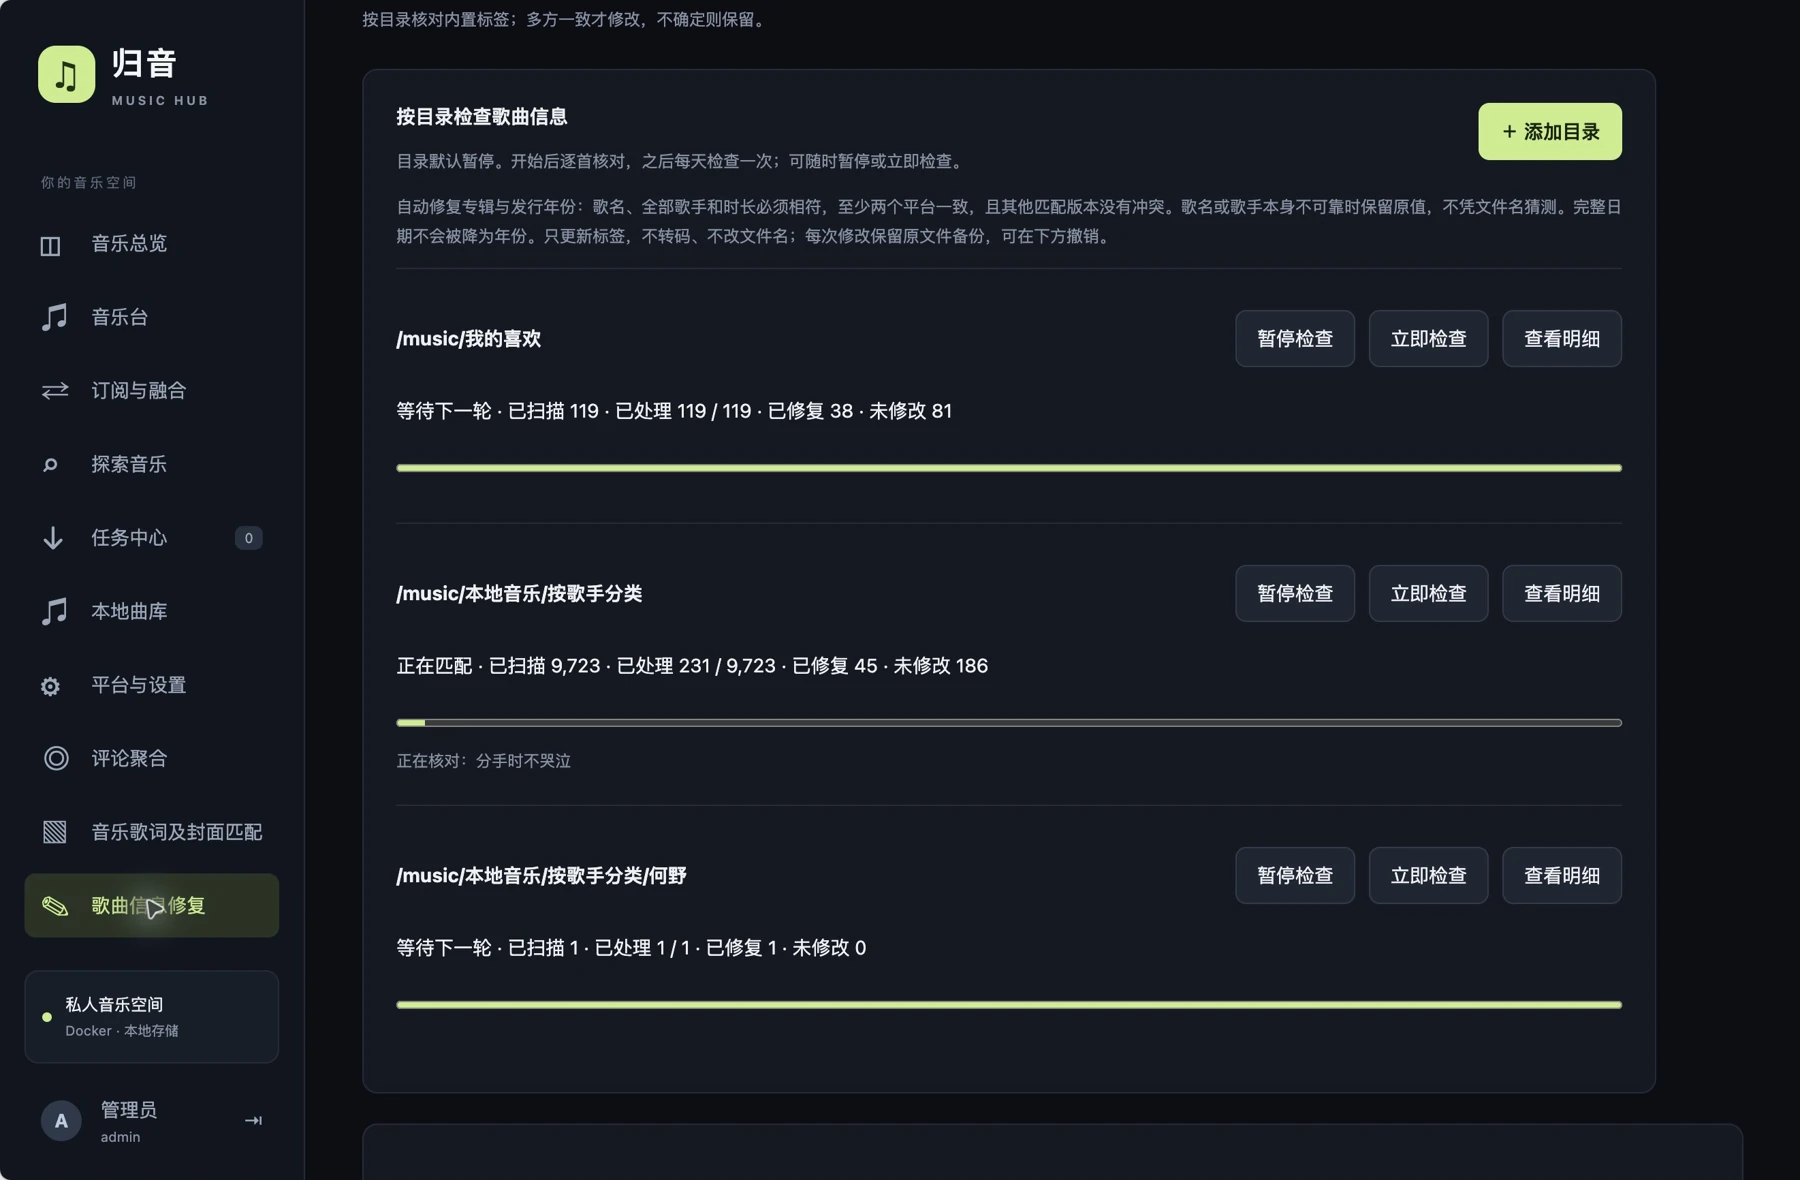 归音
MUSIC HUB
你的音乐空间
音乐总览
音乐台
订阅与融合
探索音乐
任务中心 0
本地曲库
平台与设置
评论聚合
音乐歌词及封面匹配
歌曲信息修复
私人音乐空间
Docker · 本地存储
A
管理员
admin
按目录核对内置标签；多方一致才修改，不确定则保留。
按目录检查歌曲信息
+ 添加目录
目录默认暂停。开始后逐首核对，之后每天检查一次；可随时暂停或立即检查。
自动修复专辑与发行年份：歌名、全部歌手和时长必须相符，至少两个平台一致，且其他匹配版本没有冲突。歌名或歌手本身不可靠时保留原值，不凭文件名猜测。完整日
期不会被降为年份。只更新标签，不转码、不改文件名；每次修改保留原文件备份，可在下方撤销。
/music/我的喜欢
暂停检查 立即检查 查看明细
等待下一轮 · 已扫描 119 · 已处理 119 / 119 · 已修复 38 · 未修改 81
/music/本地音乐/按歌手分类
暂停检查 立即检查 查看明细
正在匹配 · 已扫描 9,723 · 已处理 231 / 9,723 · 已修复 45 · 未修改 186
正在核对：分手时不哭泣
/music/本地音乐/按歌手分类/何野
暂停检查 立即检查 查看明细
等待下一轮 · 已扫描 1 · 已处理 1 / 1 · 已修复 1 · 未修改 0